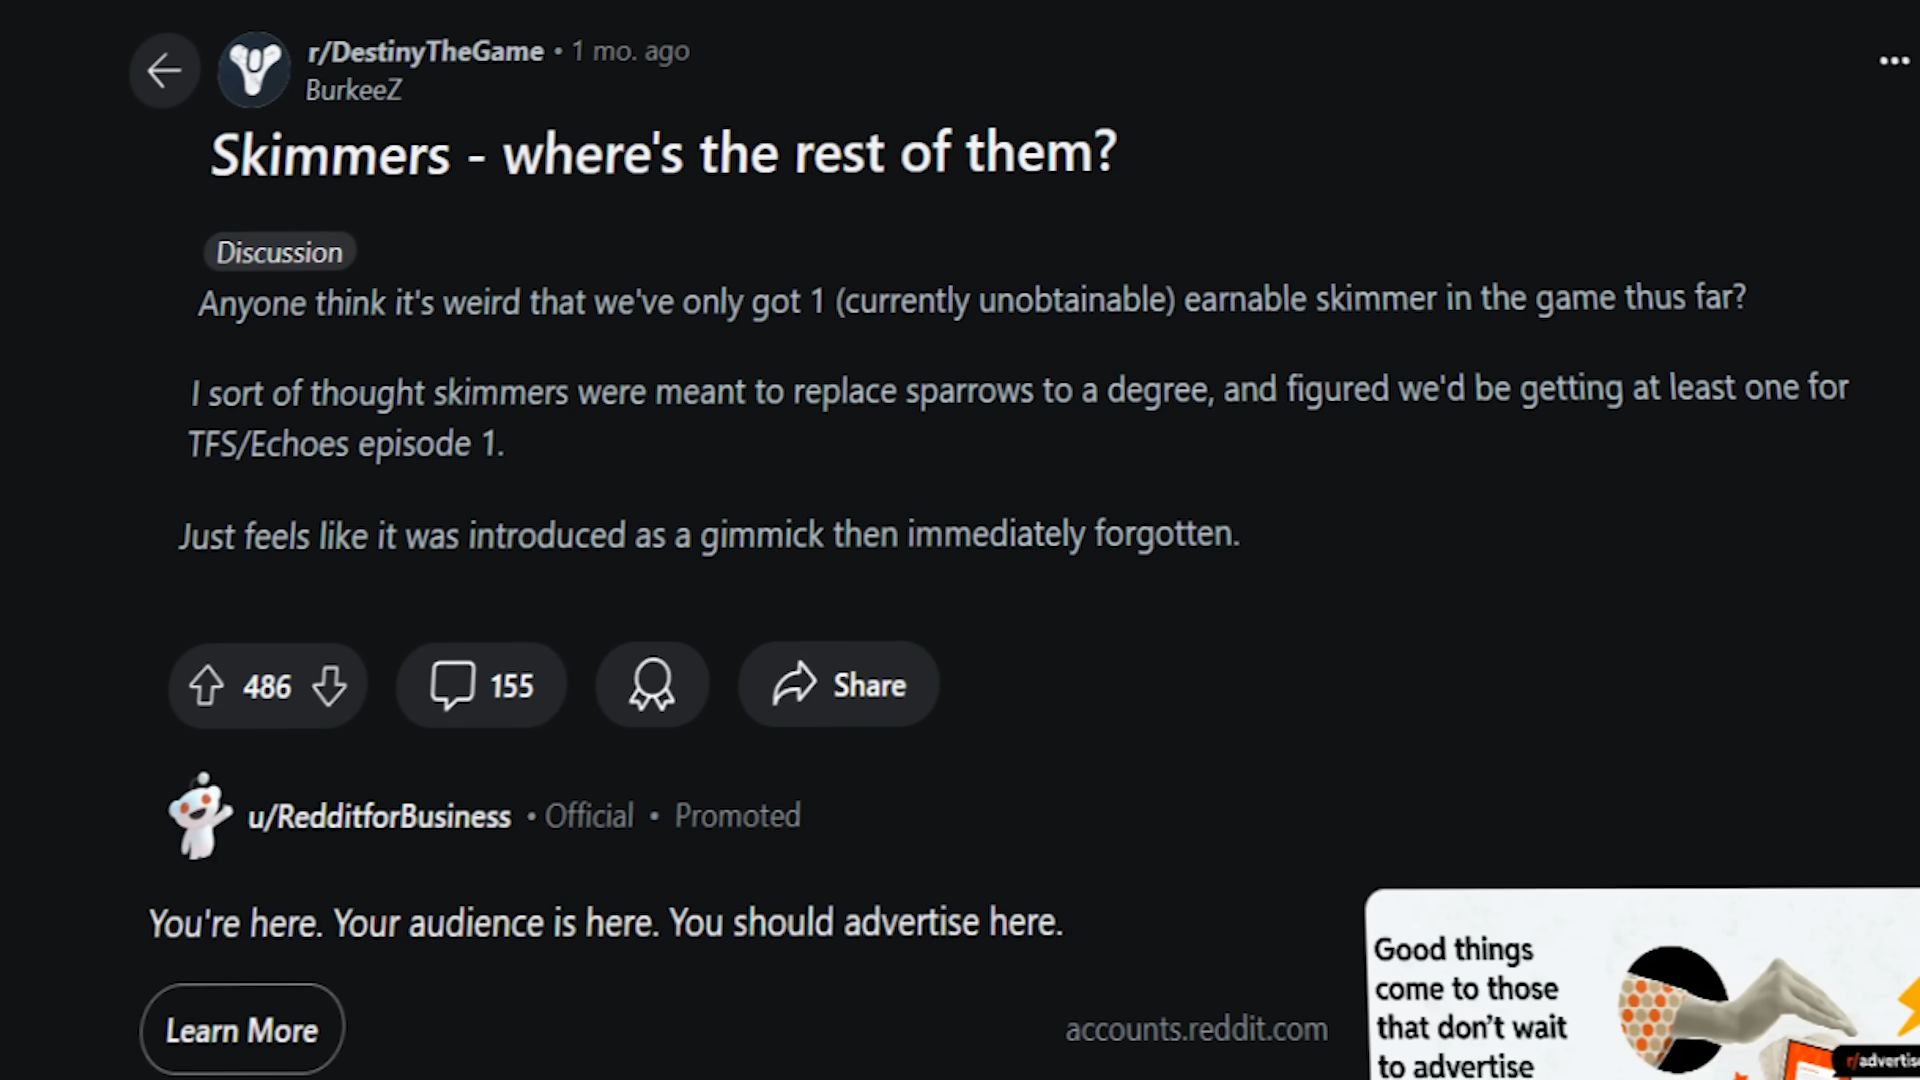 r/DestinyTheGame • 1 mo. ago
BurkeeZ
Skimmers - where's the rest of them?
Discussion
Anyone think it's weird that we've only got 1 (currently unobtainable) earnable skimmer in the game thus far?
I sort of thought skimmers were meant to replace sparrows to a degree, and figured we'd be getting at least one for
TFS/Echoes episode 1.
Just feels like it was introduced as a gimmick then immediately forgotten.
486
155
Share
u/RedditforBusiness • Official • Promoted
You're here. Your audience is here. You should advertise here.
Learn More
accounts.reddit.com
Good things
come to those
that don't wait
to advertise